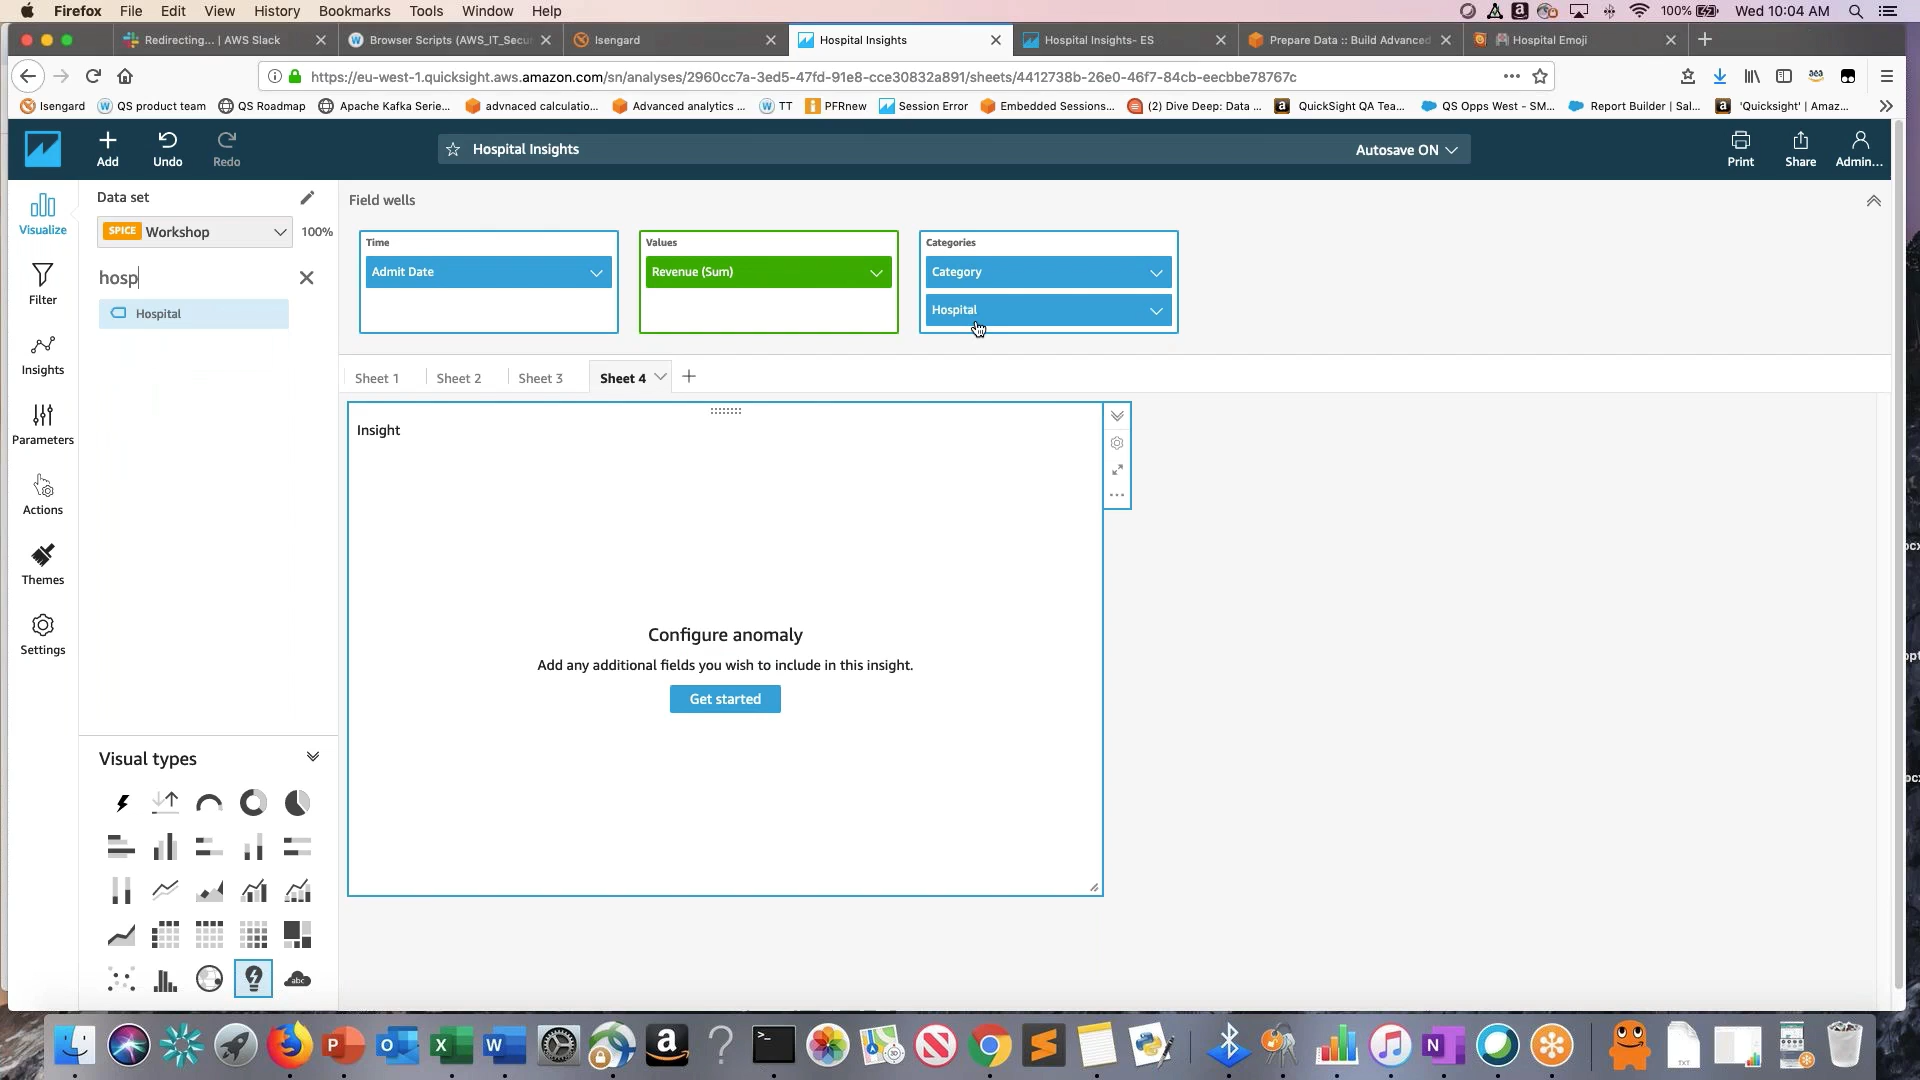 Firefox File Edit View History Bookmarks Tools Window Help 100% Wed 10:04 AM
Redirecting... | AWS Slack Browser Scripts (AWS_IT_Secur Isengard Hospital Insights Hospital Insights- ES Prepare Data :: Build Advanced Hospital Emoji
https://eu-west-1.quicksight.aws.amazon.com/sn/analyses/2960cc7a-3ed5-47fd-91e8-cce30832a891/sheets/4412738b-26e0-46f7-84cb-eecbbe78767c
Isengard QS product team QS Roadmap Apache Kafka Serie... advnaced calculatio... Advanced analytics ... TT PFRnew Session Error Embedded Sessions... (2) Dive Deep: Data ... QuickSight QA Tea... QS Opps West - SM... Report Builder | Sal... 'Quicksight' | Amaz...
Add Undo Redo Hospital Insights Autosave ON Print Share Admin...
Visualize
Filter
Insights
Parameters
Actions
Themes
Settings
Data set
SPICE Workshop 100%
hosp
Hospital
Field wells
Time
Admit Date
Values
Revenue (Sum)
Categories
Category
Hospital
Sheet 1 Sheet 2 Sheet 3 Sheet 4
Insight
Configure anomaly
Add any additional fields you wish to include in this insight.
Get started
Visual types
abc